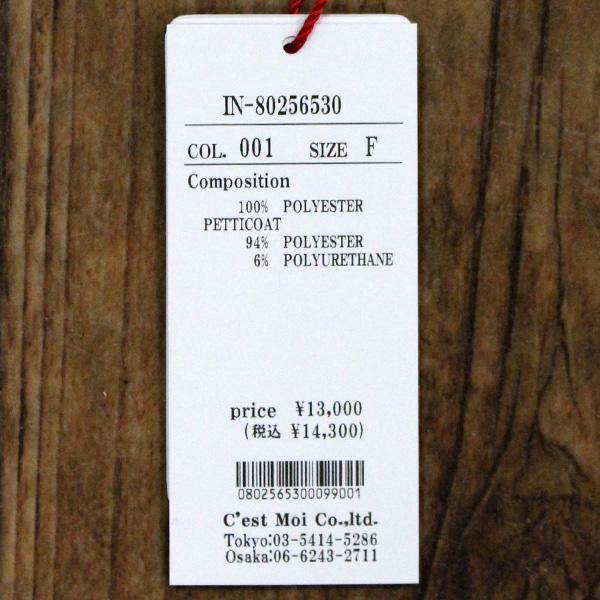 IN-80256530
COL. 001 SIZE F
Composition
100% POLYESTER
PETTICOAT
94% POLYESTER
6% POLYURETHANE
price ¥13,000
(税込 ¥14,300)
0802565300099001
C'est Moi Co.,ltd.
Tokyo:03-5414-5286
Osaka:06-6243-2711